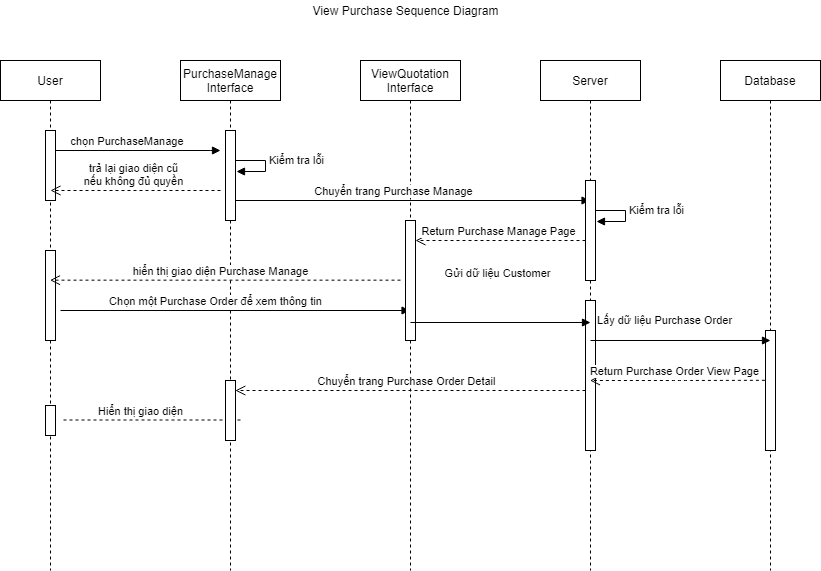 View Purchase Sequence Diagram
User
PurchaseManage
Interface
ViewQuotation
Interface
Server
Database
chọn PurchaseManage
Kiểm tra lỗi
trả lại giao diện cũ
nếu không đủ quyền
Chuyển trang Purchase Manage
Kiểm tra lỗi
Return Purchase Manage Page
hiển thị giao diện Purchase Manage
Gửi dữ liệu Customer
Chọn một Purchase Order để xem thông tin
Lấy dữ liệu Purchase Order
Return Purchase Order View Page
Chuyển trang Purchase Order Detail
Hiển thị giao diện